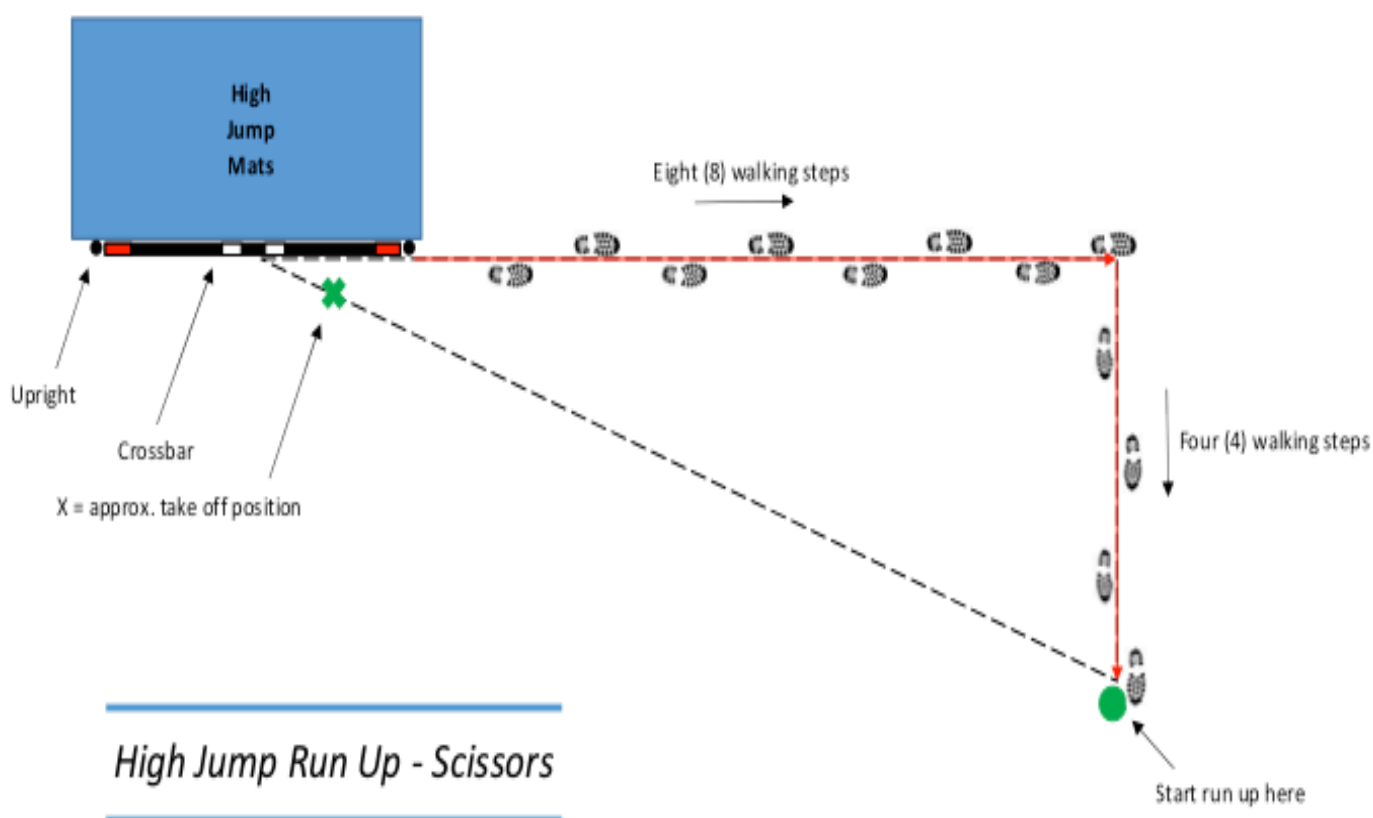 High
Jump
Mats
Eight (8) walking steps
Upright
Crossbar
Four (4) walking steps
X = approx. take off position
High Jump Run Up - Scissors
Start run up here